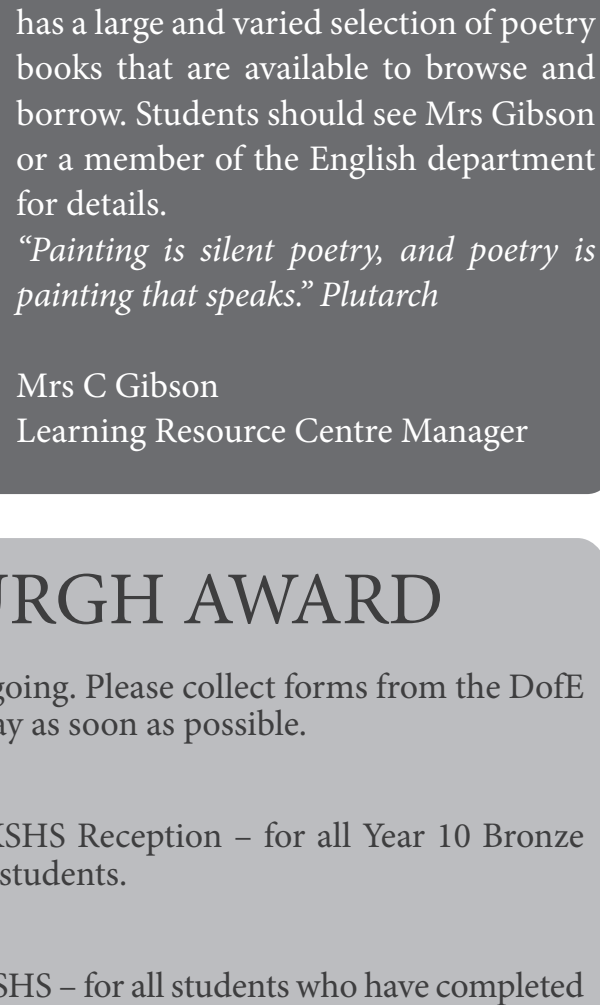 has a large and varied selection of poetry
books that are available to browse and
borrow. Students should see Mrs Gibson
or a member of the English department
for details.
“Painting is silent poetry, and poetry is
painting that speaks.” Plutarch
Mrs C Gibson
Learning Resource Centre Manager
URGH AWARD
going. Please collect forms from the DofE
ay as soon as possible.
KSHS Reception – for all Year 10 Bronze
students.
SHS – for all students who have completed